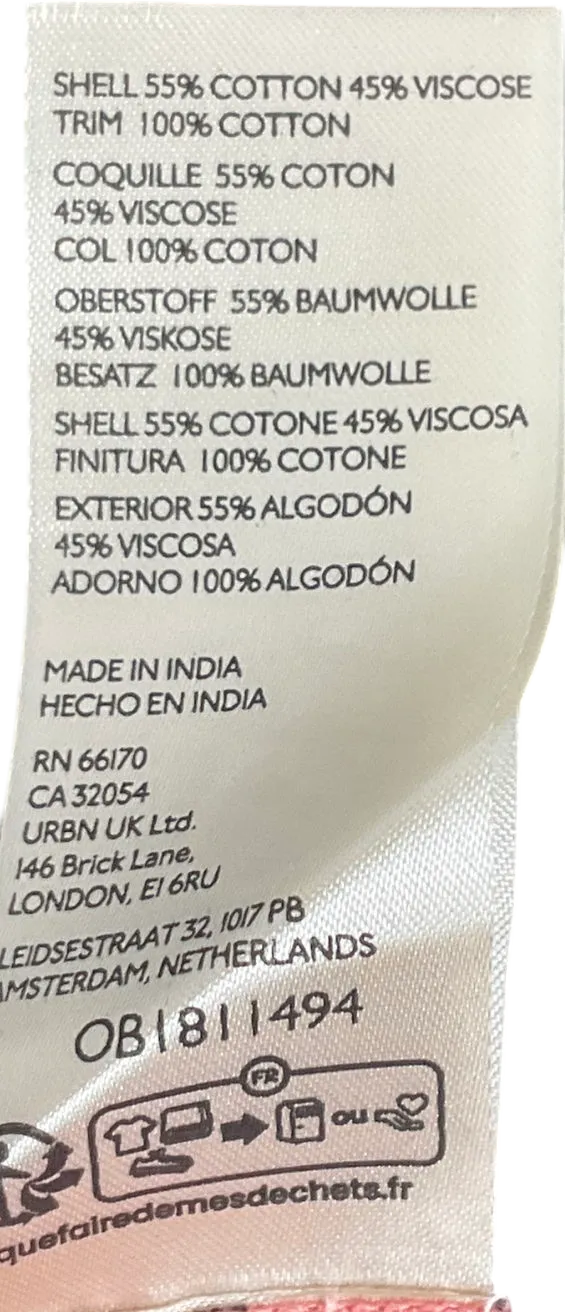 SHELL 55% COTTON 45% VISCOSE
TRIM 100% COTTON
COQUILLE 55% COTON
45% VISCOSE
COL 100% COTON
OBERSTOFF 55% BAUMWOLLE
45% VISKOSE
BESATZ 100% BAUMWOLLE
SHELL 55% COTONE 45% VISCOSA
FINITURA 100% COTONE
EXTERIOR 55% ALGODÓN
45% VISCOSA
ADORNO 100% ALGODÓN
MADE IN INDIA
HECHO EN INDIA
RN 66170
CA 32054
URBN UK Ltd.
146 Brick Lane,
LONDON, E1 6RU
LEIDSESTRAAT 32, 1017 PB
AMSTERDAM, NETHERLANDS
OB1811494
FR
ou
quefairedemesdechets.fr